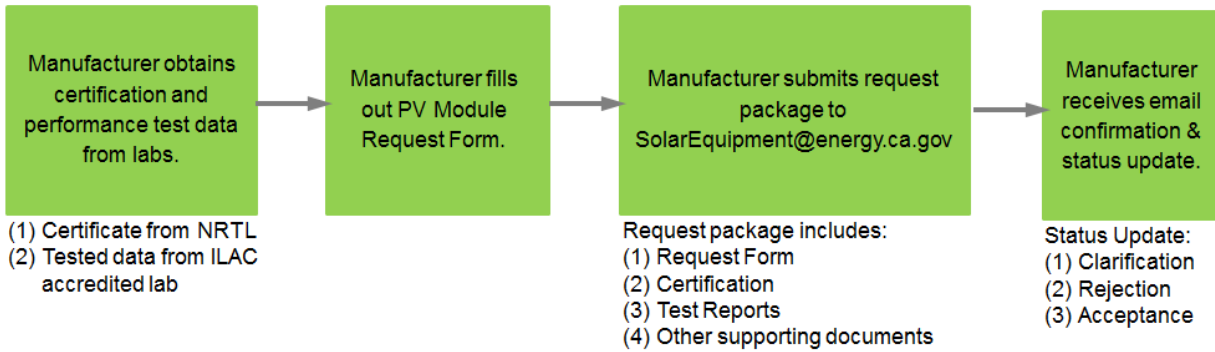 Manufacturer obtains
certification and
performance test data
from labs.
(1) Certificate from NRTL
(2) Tested data from ILAC
accredited lab
Manufacturer fills
out PV Module
Request Form.
Manufacturer submits request
package to
SolarEquipment@energy.ca.gov
Request package includes:
(1) Request Form
(2) Certification
(3) Test Reports
(4) Other supporting documents
Manufacturer
receives email
confirmation &
status update.
Status Update:
(1) Clarification
(2) Rejection
(3) Acceptance